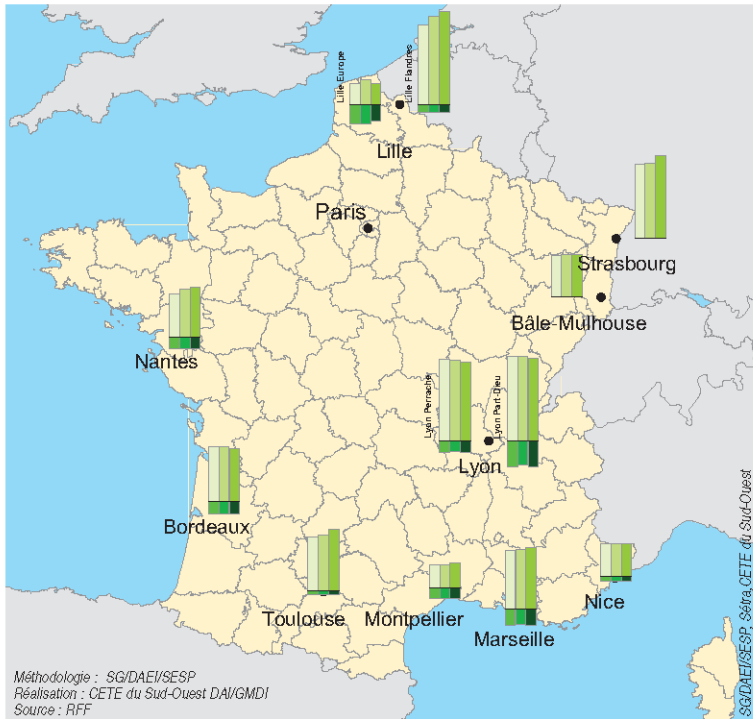 Lille Europe
Lille Flandres
Lille
Paris
Strasbourg
Bâle-Mulhouse
Nantes
Lyon Perrache
Lyon Part-Dieu
Lyon
Bordeaux
Toulouse
Montpellier
Nice
Marseille
Méthodologie : SG/DAEI/SESP
Réalisation : CETE du Sud-Ouest DAI/GMDI
Source : RFF
SG/DAEI/SESP, Sétra,CETE du Sud-Ouest